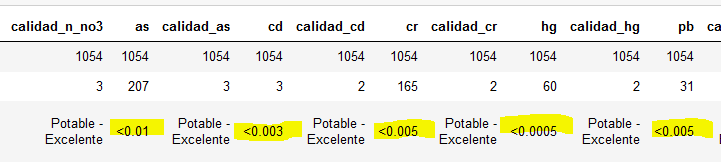 calidad_n_no3 as calidad_as cd calidad_cd cr calidad_cr hg calidad_hg pb
1054 1054 1054 1054 1054 1054 1054 1054 1054 1054
3 207 3 3 2 165 2 60 2 31
Potable - Excelente <0.01 Potable - Excelente <0.003 Potable - Excelente <0.005 Potable - Excelente <0.0005 Potable - Excelente <0.005